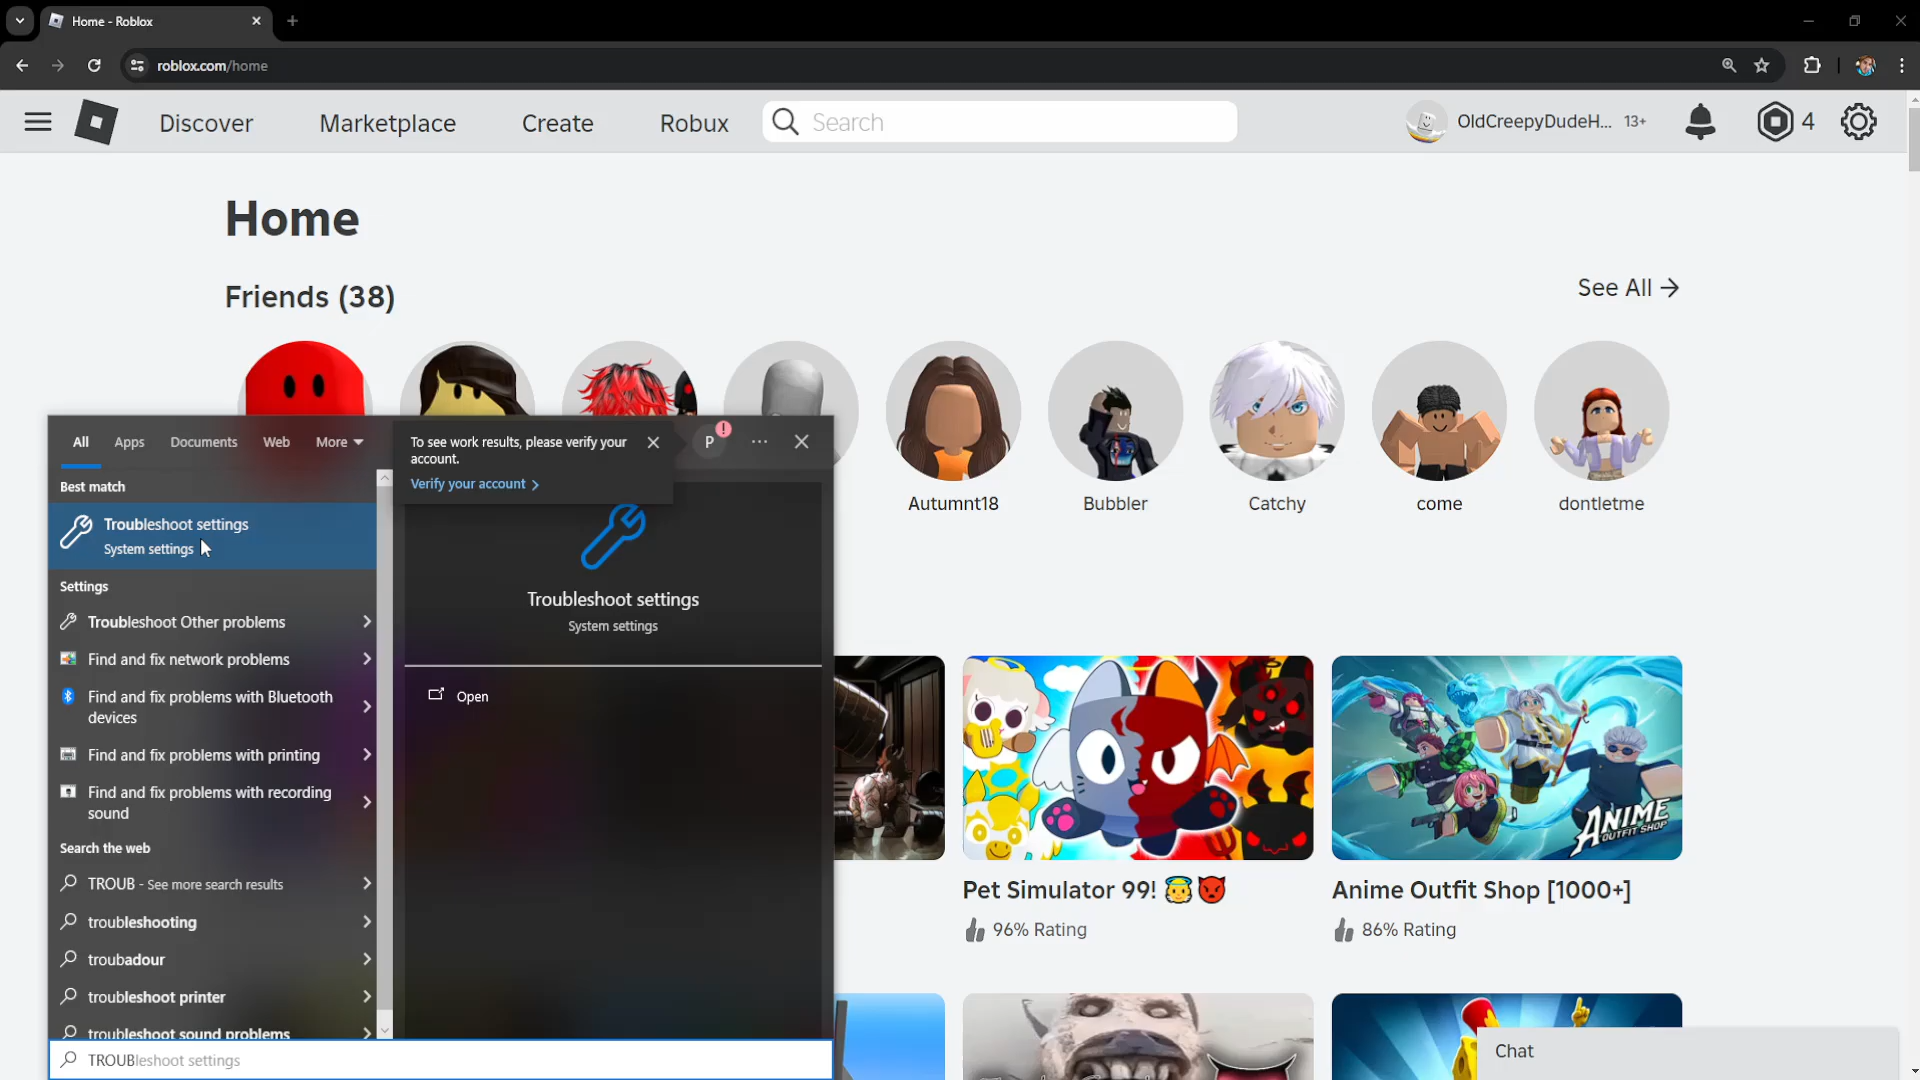 Home - Roblox
roblox.com/home
Discover
Marketplace
Create
Robux
Search
OldCreepyDudeH... 13+
4
Home
Friends (38)
See All
Autumnt18
Bubbler
Catchy
come
dontletme
All
Apps
Documents
Web
More
To see work results, please verify your
account.
Verify your account
P
!
Best match
Troubleshoot settings
System settings
Settings
Troubleshoot Other problems
Find and fix network problems
Find and fix problems with Bluetooth
devices
Find and fix problems with printing
Find and fix problems with recording
sound
Search the web
TROUB - See more search results
troubleshooting
troubadour
troubleshoot printer
troubleshoot sound problems
TROUBleshoot settings
Troubleshoot settings
System settings
Open
ANIME
OUTFIT SHOP
Pet Simulator 99! 😇😈
96% Rating
Anime Outfit Shop [1000+]
86% Rating
Chat